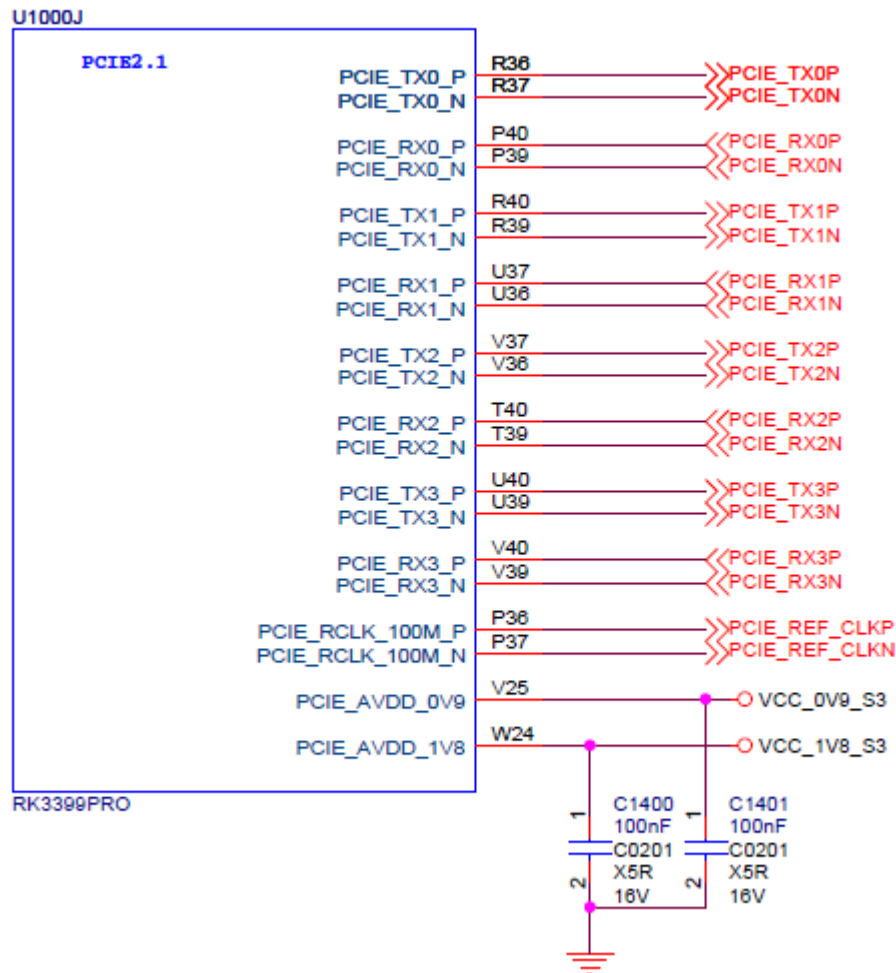 U1000J
PCIE2.1
PCIE_TX0_P R36 PCIE_TX0P
PCIE_TX0_N R37 PCIE_TX0N
PCIE_RX0_P P40 PCIE_RX0P
PCIE_RX0_N P39 PCIE_RX0N
PCIE_TX1_P R40 PCIE_TX1P
PCIE_TX1_N R39 PCIE_TX1N
PCIE_RX1_P U37 PCIE_RX1P
PCIE_RX1_N U36 PCIE_RX1N
PCIE_TX2_P V37 PCIE_TX2P
PCIE_TX2_N V36 PCIE_TX2N
PCIE_RX2_P T40 PCIE_RX2P
PCIE_RX2_N T39 PCIE_RX2N
PCIE_TX3_P U40 PCIE_TX3P
PCIE_TX3_N U39 PCIE_TX3N
PCIE_RX3_P V40 PCIE_RX3P
PCIE_RX3_N V39 PCIE_RX3N
PCIE_RCLK_100M_P P36 PCIE_REF_CLKP
PCIE_RCLK_100M_N P37 PCIE_REF_CLKN
PCIE_AVDD_0V9 V25 VCC_0V9_S3
PCIE_AVDD_1V8 W24 VCC_1V8_S3
RK3399PRO
1 C1400 1 C1401
100nF 100nF
C0201 C0201
2 X5R 2 X5R
16V 16V